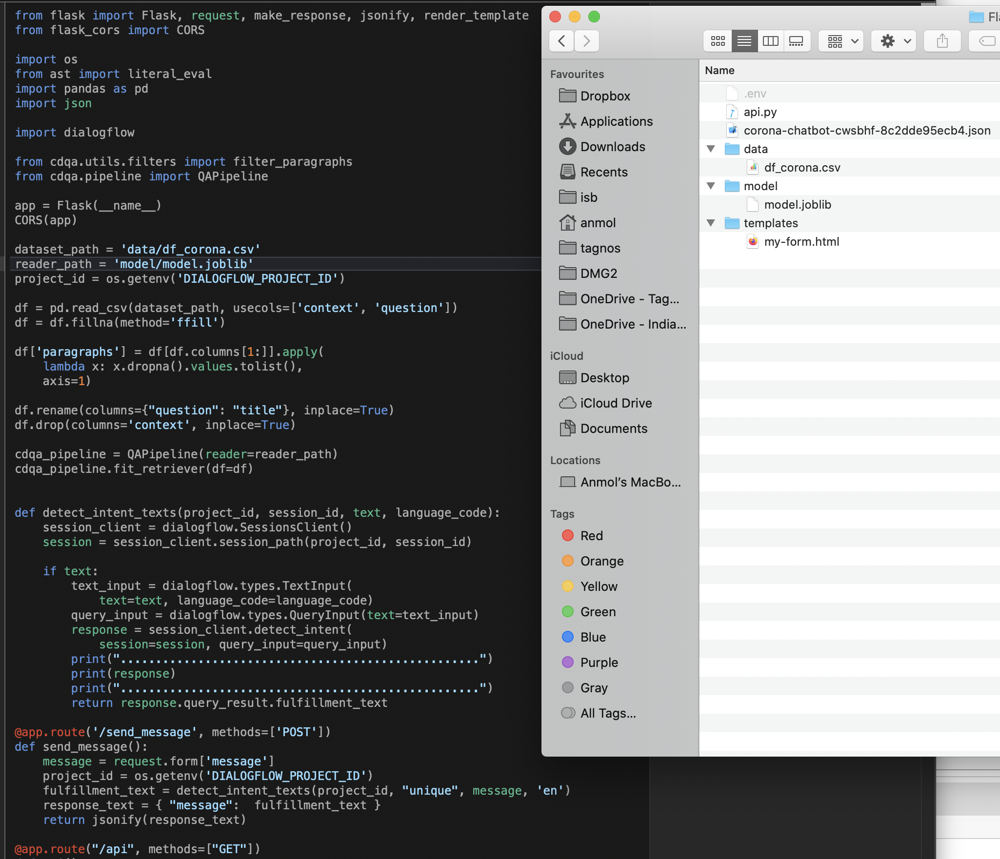 from flask import Flask, request, make_response, jsonify, render_template
from flask_cors import CORS
import os
from ast import literal_eval
import pandas as pd
import json
import dialogflow
from cdqa.utils.filters import filter_paragraphs
from cdqa.pipeline import QAPipeline
app = Flask(__name__)
CORS(app)
dataset_path = 'data/df_corona.csv'
reader_path = 'model/model.joblib'
project_id = os.getenv('DIALOGFLOW_PROJECT_ID')
df = pd.read_csv(dataset_path, usecols=['context', 'question'])
df = df.fillna(method='ffill')
df['paragraphs'] = df[df.columns[1:]].apply(
    lambda x: x.dropna().values.tolist(),
    axis=1)
df.rename(columns={"question": "title"}, inplace=True)
df.drop(columns='context', inplace=True)
cdqa_pipeline = QAPipeline(reader=reader_path)
cdqa_pipeline.fit_retriever(df=df)
def detect_intent_texts(project_id, session_id, text, language_code):
    session_client = dialogflow.SessionsClient()
    session = session_client.session_path(project_id, session_id)
    if text:
        text_input = dialogflow.types.TextInput(
            text=text, language_code=language_code)
        query_input = dialogflow.types.QueryInput(text=text_input)
        response = session_client.detect_intent(
            session=session, query_input=query_input)
        print("...................................................")
        print(response)
        print("...................................................")
        return response.query_result.fulfillment_text
@app.route('/send_message', methods=['POST'])
def send_message():
    message = request.form['message']
    project_id = os.getenv('DIALOGFLOW_PROJECT_ID')
    fulfillment_text = detect_intent_texts(project_id, "unique", message, 'en')
    response_text = { "message":  fulfillment_text }
    return jsonify(response_text)
@app.route("/api", methods=["GET"])
Favourites
Dropbox
Applications
Downloads
Recents
isb
anmol
tagnos
DMG2
OneDrive - Tag...
OneDrive - India...
iCloud
Desktop
iCloud Drive
Documents
Locations
Anmol’s MacBo...
Tags
Red
Orange
Yellow
Green
Blue
Purple
Gray
All Tags...
Name
.env
api.py
corona-chatbot-cwsbhf-8c2dde95ecb4.json
data
df_corona.csv
model
model.joblib
templates
my-form.html